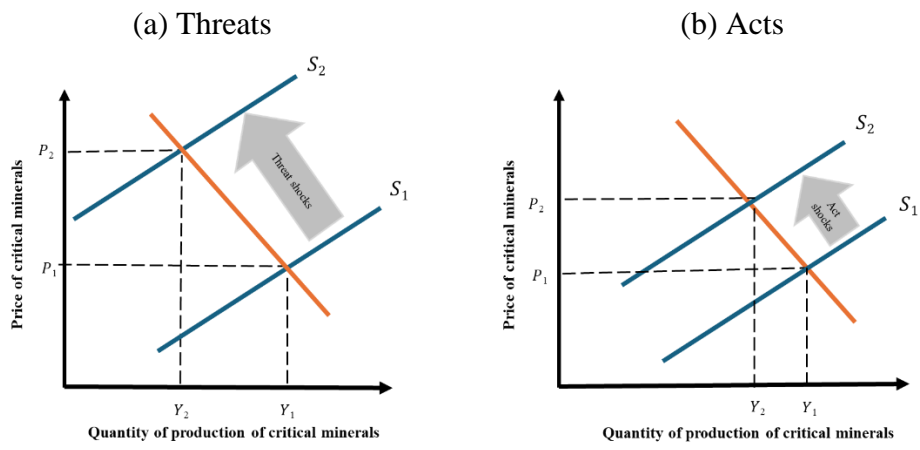 (a) Threats
S₂
P₂
Threat shocks
S₁
P₁
Price of critical minerals
Y₂
Y₁
Quantity of production of critical minerals
(b) Acts
S₂
P₂
Act
shocks
S₁
P₁
Price of critical minerals
Y₂
Y₁
Quantity of production of critical minerals